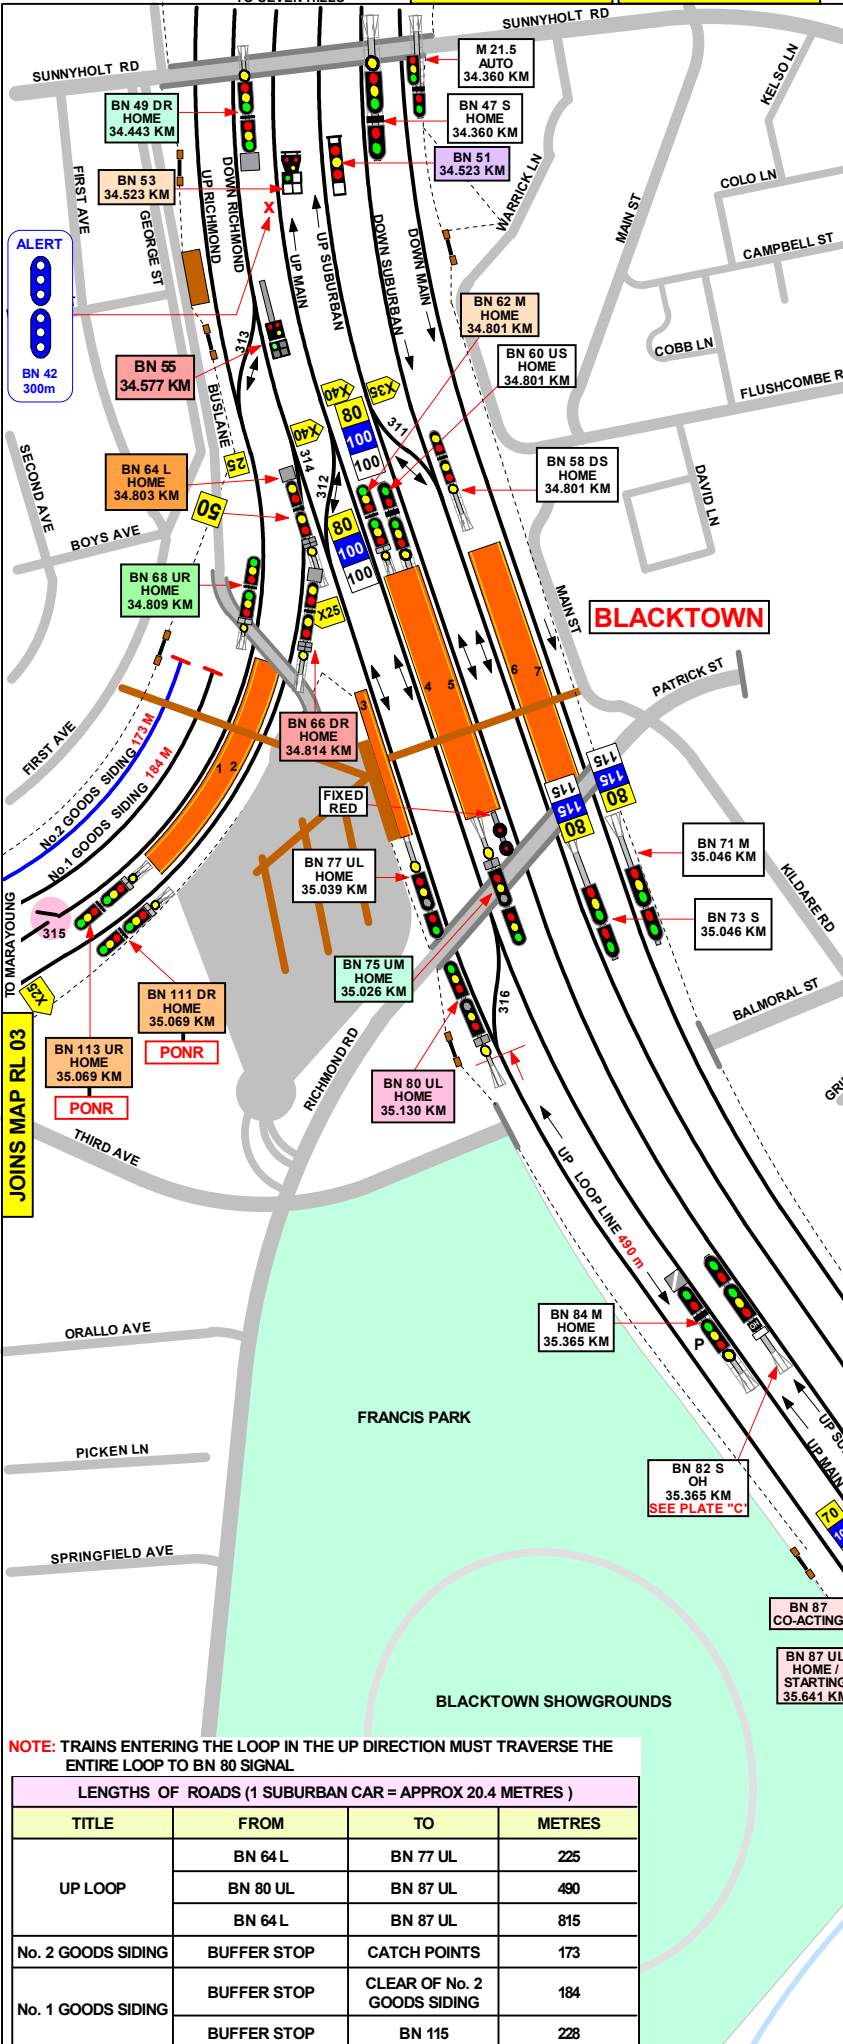 SUNNYHOLT RD
SUNNYHOLT RD
M 21.5
AUTO
34.360 KM
KELSO LN
BN 49 DR
HOME
34.443 KM
BN 47 S
HOME
34.360 KM
BN 53
34.523 KM
BN 51
34.523 KM
FIRST AVE
GEORGE ST
UP RICHMOND
DOWN RICHMOND
X
UP MAIN
UP SUBURBAN
DOWN SUBURBAN
DOWN MAIN
WARRICK LN
MAIN ST
COLO LN
CAMPBELL ST
COBB LN
ALERT
BN 42
300m
BN 62 M
HOME
34.801 KM
BN 60 US
HOME
34.801 KM
313
BN 55
34.577 KM
BUSLANE
X40
X35
80
100
100
311
X40
314
312
25
BN 64 L
HOME
34.803 KM
50
80
100
100
BN 58 DS
HOME
34.801 KM
DAVID LN
SECOND AVE
BOYS AVE
BN 68 UR
HOME
34.809 KM
X25
MAIN ST
BLACKTOWN
PATRICK ST
FIRST AVE
No.2 GOODS SIDING 173 M
No.1 GOODS SIDING 184 M
1 2
BN 66 DR
HOME
34.814 KM
3
4 5
6 7
FIXED
RED
115
115
80
115
115
80
BN 77 UL
HOME
35.039 KM
BN 71 M
35.046 KM
BN 73 S
35.046 KM
KILDARE RD
TO MARAYOUNG
315
X25
BN 75 UM
HOME
35.026 KM
BN 111 DR
HOME
35.069 KM
PONR
BN 113 UR
HOME
35.069 KM
PONR
316
BALMORAL ST
BN 80 UL
HOME
35.130 KM
RICHMOND RD
JOINS MAP RL 03
THIRD AVE
UP LOOP LINE 490 m
BN 84 M
HOME
35.365 KM
P
ORALLO AVE
FRANCIS PARK
PICKEN LN
BN 82 S
OH
35.365 KM
SEE PLATE "C"
UP MAIN
70
SPRINGFIELD AVE
BN 87
CO-ACTING
BN 87 UL
HOME /
STARTING
35.641 KM
BLACKTOWN SHOWGROUNDS
NOTE: TRAINS ENTERING THE LOOP IN THE UP DIRECTION MUST TRAVERSE THE
ENTIRE LOOP TO BN 80 SIGNAL
LENGTHS OF ROADS (1 SUBURBAN CAR = APPROX 20.4 METRES )
TITLE FROM TO METRES
UP LOOP
BN 64 L BN 77 UL 225
BN 80 UL BN 87 UL 490
BN 64 L BN 87 UL 815
No. 2 GOODS SIDING BUFFER STOP CATCH POINTS 173
No. 1 GOODS SIDING
BUFFER STOP CLEAR OF No. 2
GOODS SIDING 184
BUFFER STOP BN 115 228